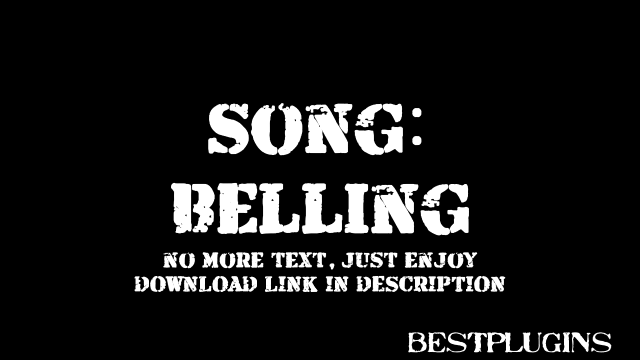 SONG:
BELLING
NO MORE TEXT, JUST ENJOY
DOWNLOAD LINK IN DESCRIPTION
BESTPLUGINS